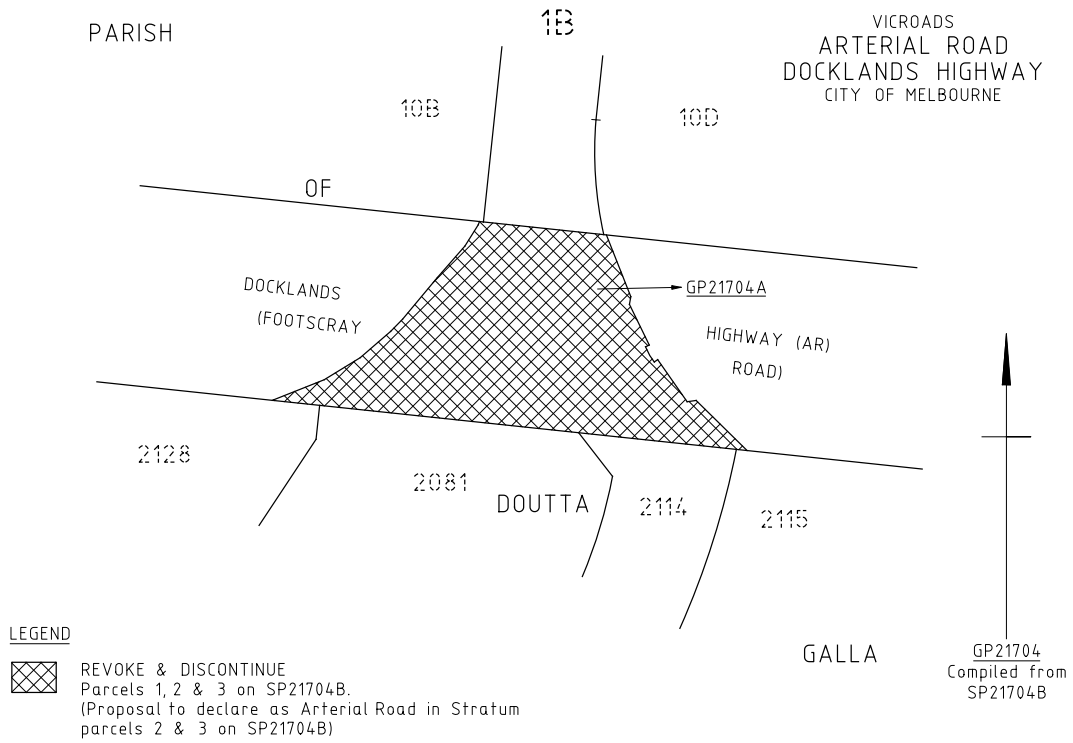 PARISH
1B
VICROADS
ARTERIAL ROAD
DOCKLANDS HIGHWAY
CITY OF MELBOURNE
10B
10D
OF
DOCKLANDS
(FOOTSCRAY
GP21704A
HIGHWAY (AR)
ROAD)
2128
2081
DOUTTA
2114
2115
LEGEND
REVOKE & DISCONTINUE
Parcels 1, 2 & 3 on SP21704B.
(Proposal to declare as Arterial Road in Stratum
parcels 2 & 3 on SP21704B)
GALLA
GP21704
Compiled from
SP21704B